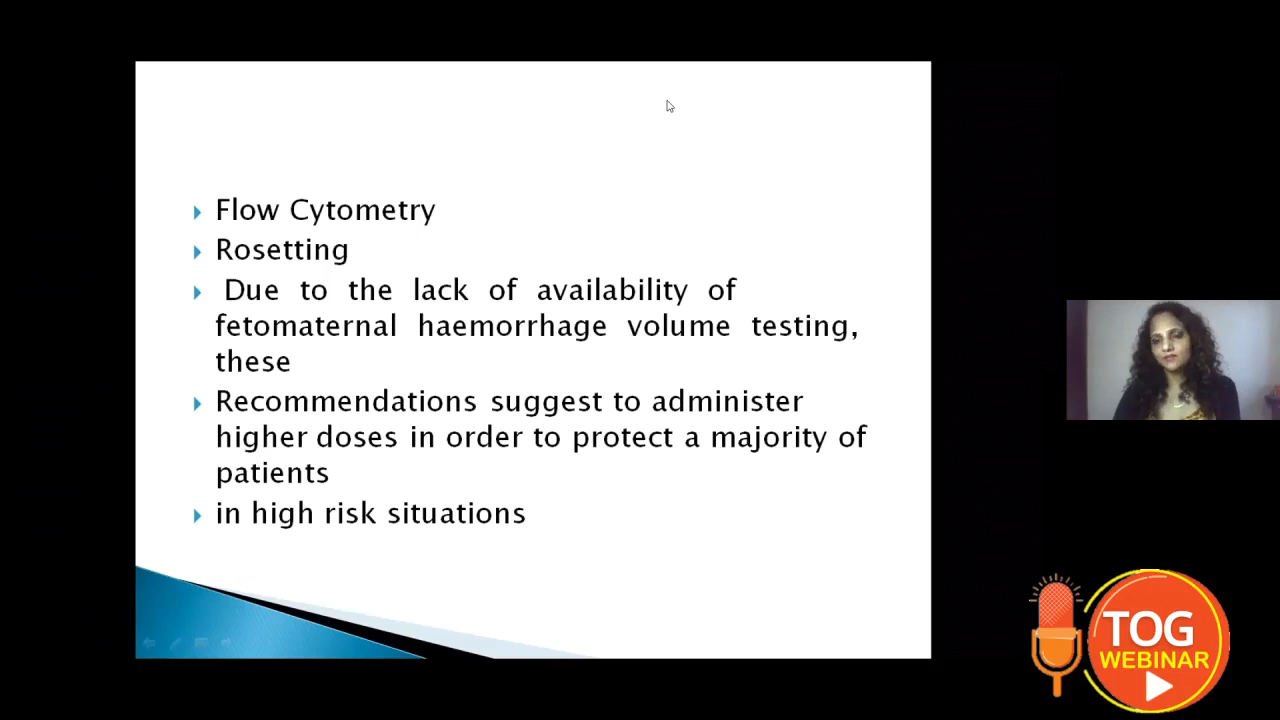 Flow Cytometry
Rosetting
Due to the lack of availability of
fetomaternal haemorrhage volume testing,
these
Recommendations suggest to administer
higher doses in order to protect a majority of
patients
in high risk situations
TOG
WEBINAR